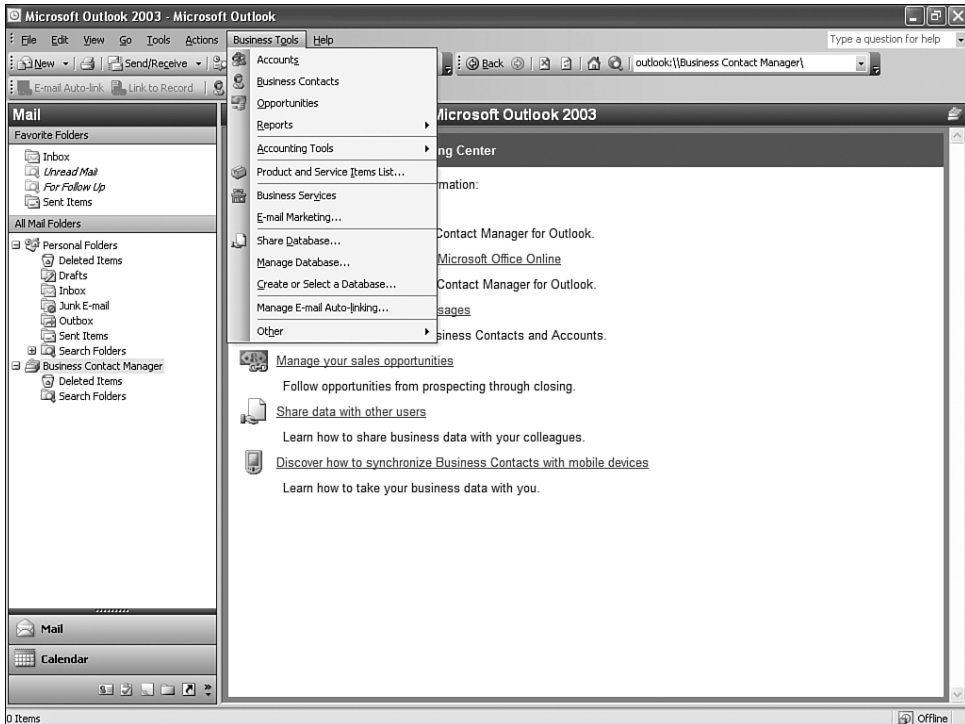 Microsoft Outlook 2003 - Microsoft Outlook
File Edit View Go Tools Actions Business Tools Help
Type a question for help
New Send/Receive
Back outlook:\\Business Contact Manager\
E-mail Auto-link Link to Record
Mail
Favorite Folders
Inbox
Unread Mail
For Follow Up
Sent Items
All Mail Folders
Personal Folders
Deleted Items
Drafts
Inbox
Junk E-mail
Outbox
Sent Items
Search Folders
Business Contact Manager
Deleted Items
Search Folders
Mail
Calendar
Accounts
Business Contacts
Opportunities
Reports
Accounting Tools
Product and Service Items List...
Business Services
E-mail Marketing...
Share Database...
Manage Database...
Create or Select a Database...
Manage E-mail Auto-linking...
Other
Microsoft Outlook 2003
ng Center
rmation:
Contact Manager for Outlook.
Microsoft Office Online
Contact Manager for Outlook.
sages
siness Contacts and Accounts.
Manage your sales opportunities
Follow opportunities from prospecting through closing.
Share data with other users
Learn how to share business data with your colleagues.
Discover how to synchronize Business Contacts with mobile devices
Learn how to take your business data with you.
0 Items
Offline